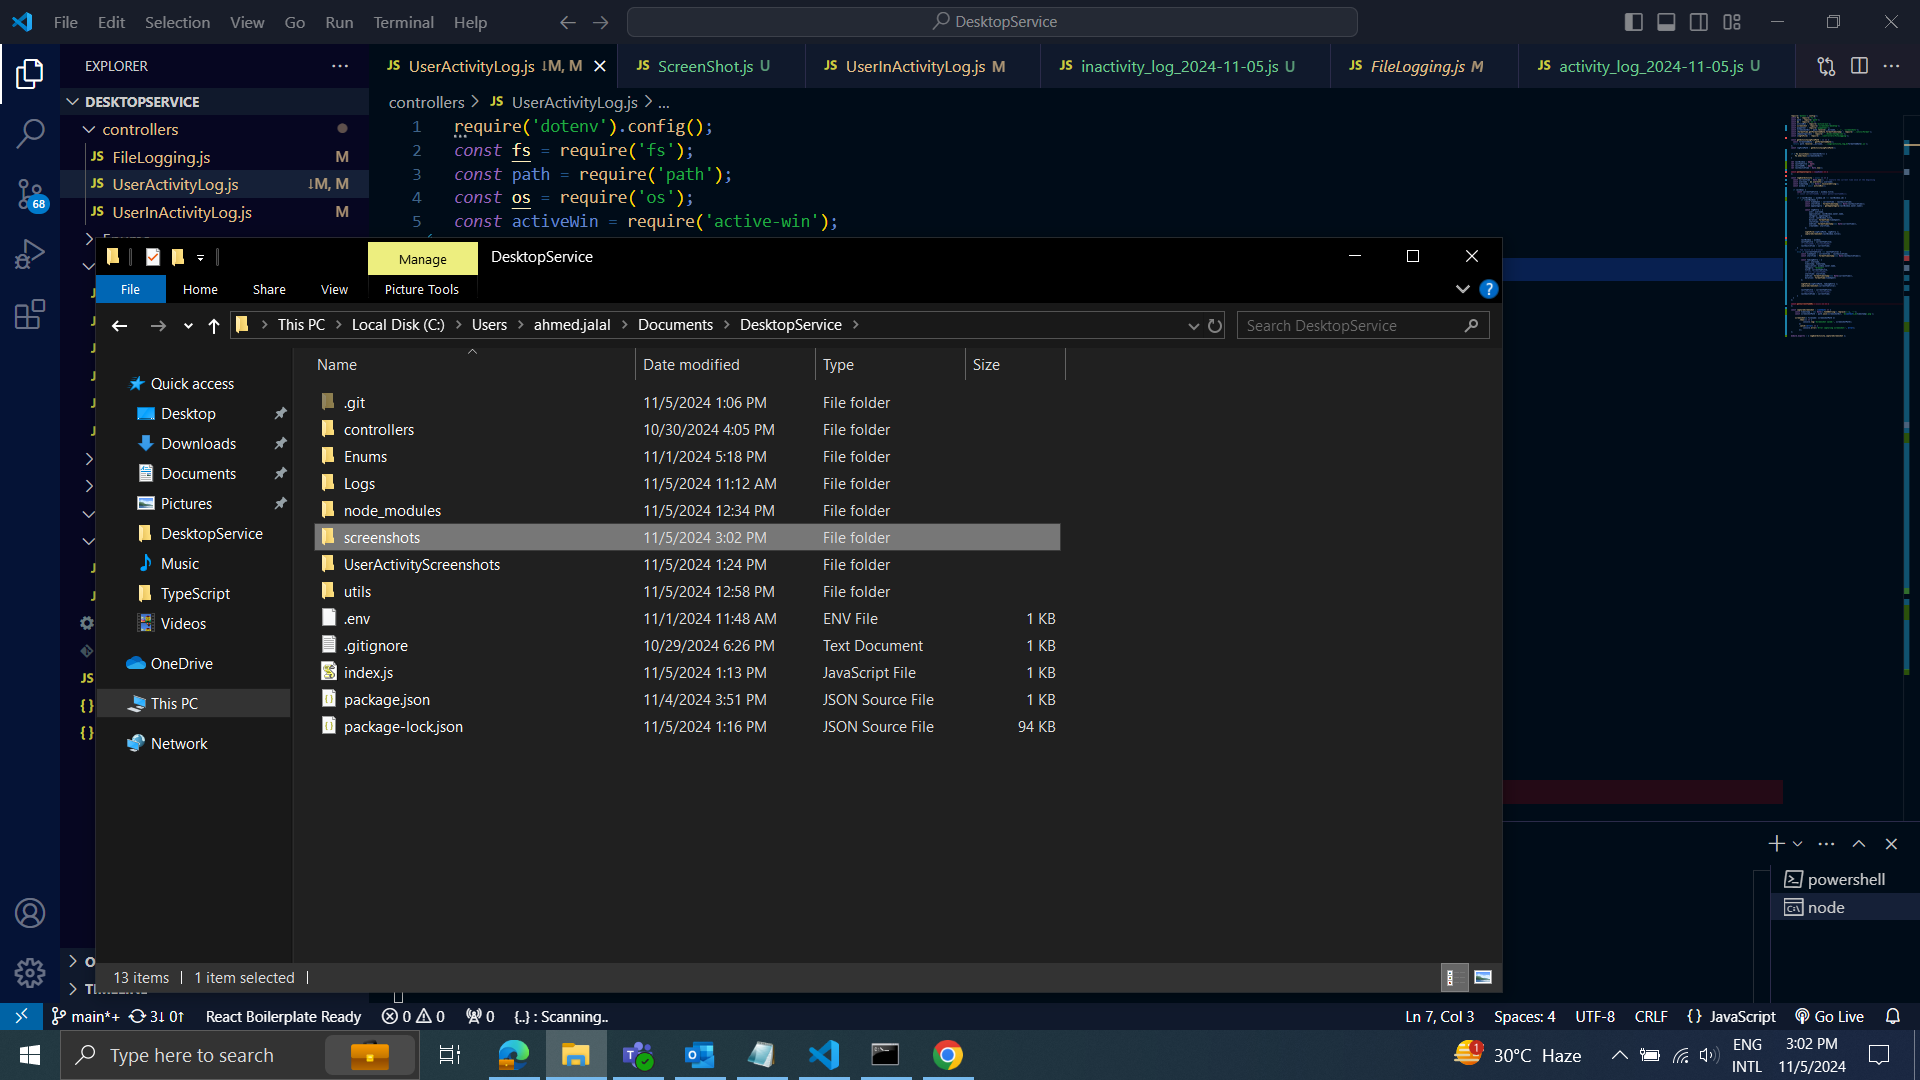 File Edit Selection View Go Run Terminal Help
DesktopService
EXPLORER
JS UserActivityLog.js ↓M, M
JS ScreenShot.js U
JS UserInActivityLog.js M
JS inactivity_log_2024-11-05.js U
JS FileLogging.js M
JS activity_log_2024-11-05.js U
DESKTOPSERVICE
controllers
JS FileLogging.js M
JS UserActivityLog.js ↓M, M
JS UserInActivityLog.js M
controllers > JS UserActivityLog.js > ...
1 require('dotenv').config();
2 const fs = require('fs');
3 const path = require('path');
4 const os = require('os');
5 const activeWin = require('active-win');
Manage
DesktopService
File Home Share View Picture Tools
This PC > Local Disk (C:) > Users > ahmed.jalal > Documents > DesktopService >
Search DesktopService
Quick access
Desktop
Downloads
Documents
Pictures
DesktopService
Music
TypeScript
Videos
OneDrive
This PC
Network
Name Date modified Type Size
.git 11/5/2024 1:06 PM File folder
controllers 10/30/2024 4:05 PM File folder
Enums 11/1/2024 5:18 PM File folder
Logs 11/5/2024 11:12 AM File folder
node_modules 11/5/2024 12:34 PM File folder
screenshots 11/5/2024 3:02 PM File folder
UserActivityScreenshots 11/5/2024 1:24 PM File folder
utils 11/5/2024 12:58 PM File folder
.env 11/1/2024 11:48 AM ENV File 1 KB
.gitignore 10/29/2024 6:26 PM Text Document 1 KB
index.js 11/5/2024 1:13 PM JavaScript File 1 KB
package.json 11/4/2024 3:51 PM JSON Source File 1 KB
package-lock.json 11/5/2024 1:16 PM JSON Source File 94 KB
JS
{}
{}
13 items 1 item selected
powershell
node
68
main*+ 3↓ 0↑ React Boilerplate Ready 0 0 0 {..} : Scanning..
Ln 7, Col 3 Spaces: 4 UTF-8 CRLF {} JavaScript Go Live
Type here to search
1
30°C Haze
ENG
INTL
3:02 PM
11/5/2024